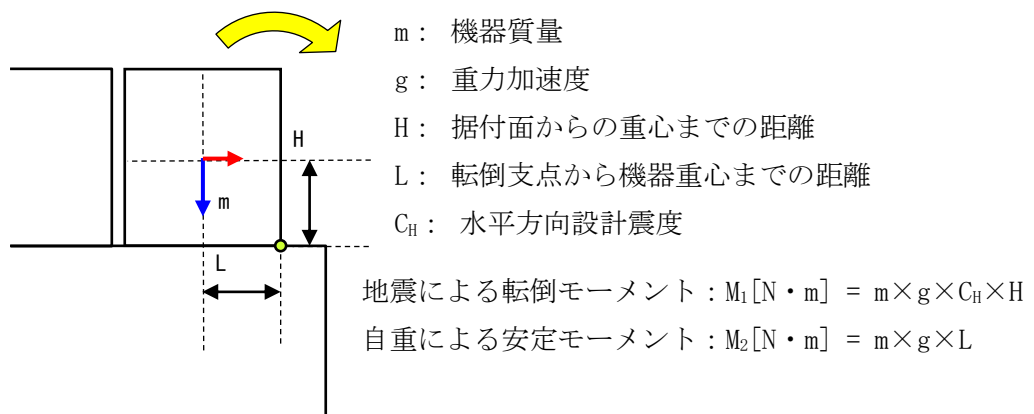 m： 機器質量
g： 重力加速度
H： 据付面からの重心までの距離
L： 転倒支点から機器重心までの距離
C_H： 水平方向設計震度
H
m
L
地震による転倒モーメント：M₁[N・m] = m×g×C_H×H
自重による安定モーメント：M₂[N・m] = m×g×L